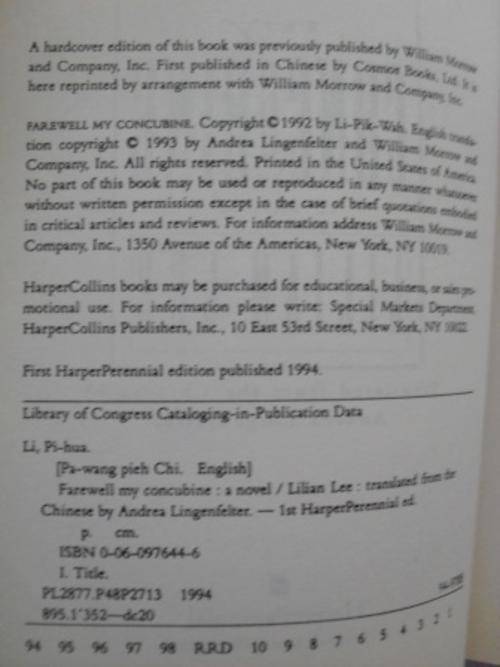 A hardcover edition of this book was previously published by William Morrow
and Company, Inc. First published in Chinese by Cosmos Books, Ltd. It is
here reprinted by arrangement with William Morrow and Company, Inc.
FAREWELL MY CONCUBINE. Copyright © 1992 by Li-Pik-Wah. English transla-
tion copyright © 1993 by Andrea Lingenfelter and William Morrow and
Company, Inc. All rights reserved. Printed in the United States of America.
No part of this book may be used or reproduced in any manner whatsoever
without written permission except in the case of brief quotations embodied
in critical articles and reviews. For information address William Morrow and
Company, Inc., 1350 Avenue of the Americas, New York, NY 10019.
HarperCollins books may be purchased for educational, business, or sales pro-
motional use. For information please write: Special Markets Department,
HarperCollins Publishers, Inc., 10 East 53rd Street, New York, NY 10022.
First HarperPerennial edition published 1994.
Library of Congress Cataloging-in-Publication Data
Li, Pi-hua.
[Pa-wang pieh Chi. English]
Farewell my concubine : a novel / Lilian Lee : translated from the
Chinese by Andrea Lingenfelter. — 1st HarperPerennial ed.
p. cm.
ISBN 0-06-097644-6
I. Title.
PL2877.P48P2713 1994
895.1'352—dc20
94 95 96 97 98 RRD 10 9 8 7 6 5 4 3 2 1